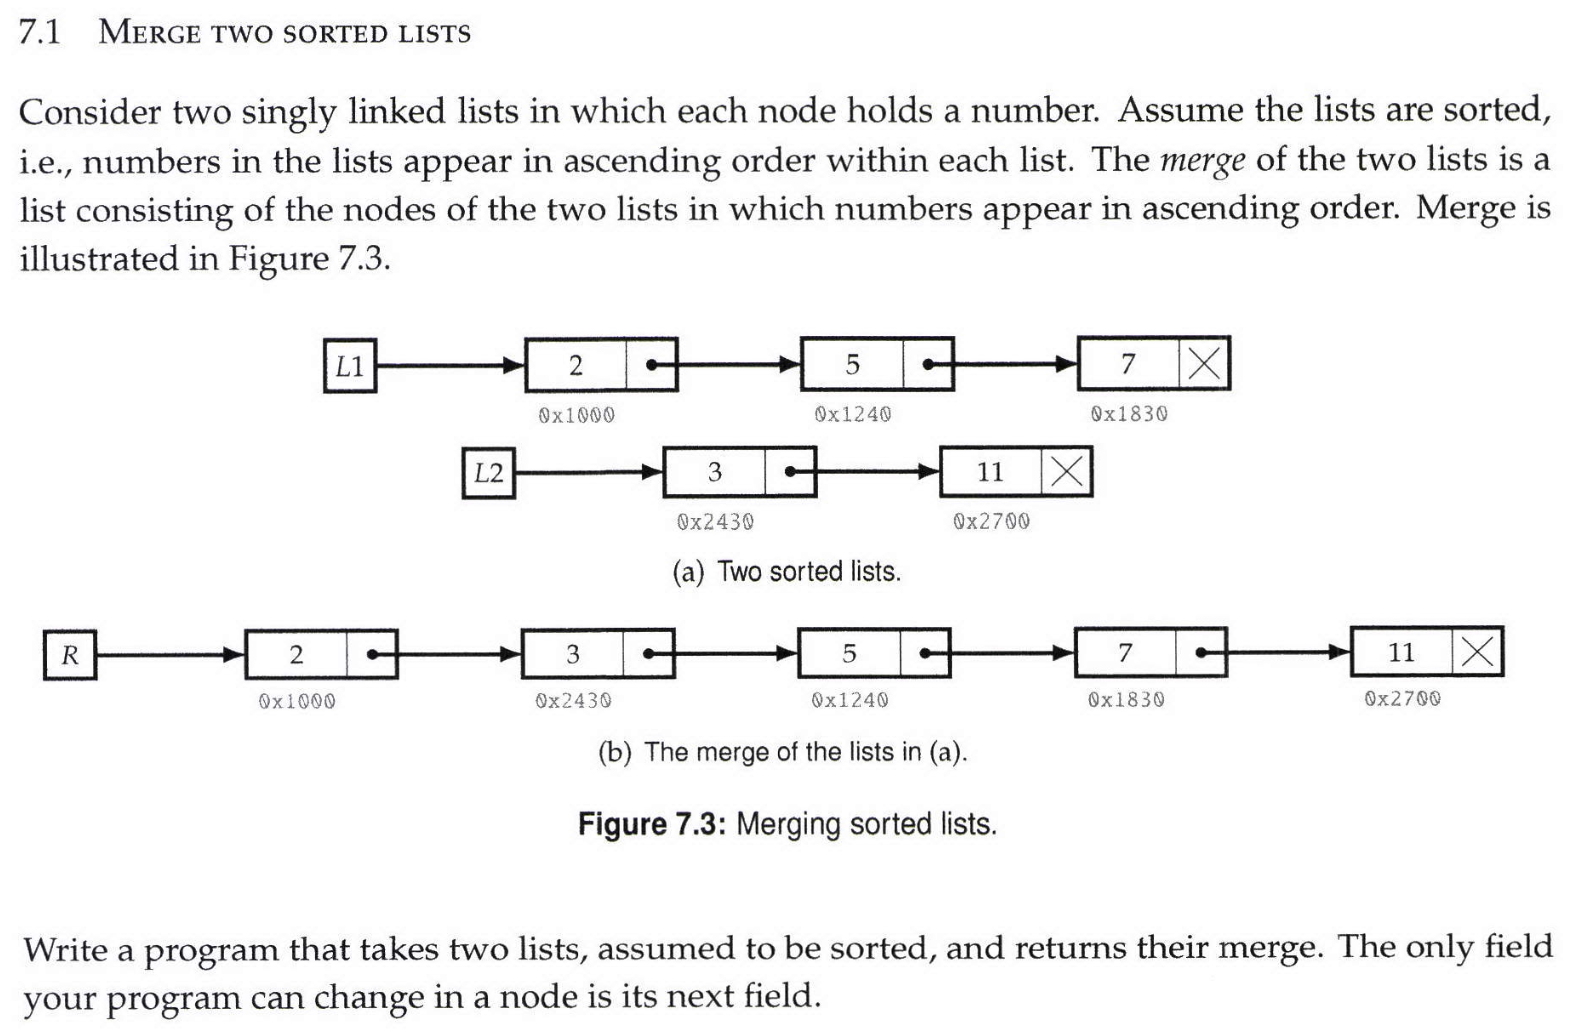 7.1 MERGE TWO SORTED LISTS
Consider two singly linked lists in which each node holds a number. Assume the lists are sorted,
i.e., numbers in the lists appear in ascending order within each list. The merge of the two lists is a
list consisting of the nodes of the two lists in which numbers appear in ascending order. Merge is
illustrated in Figure 7.3.
L1 2 5 7
0x1000 0x1240 0x1830
L2 3 11
0x2430 0x2700
(a) Two sorted lists.
R 2 3 5 7 11
0x1000 0x2430 0x1240 0x1830 0x2700
(b) The merge of the lists in (a).
Figure 7.3: Merging sorted lists.
Write a program that takes two lists, assumed to be sorted, and returns their merge. The only field
your program can change in a node is its next field.